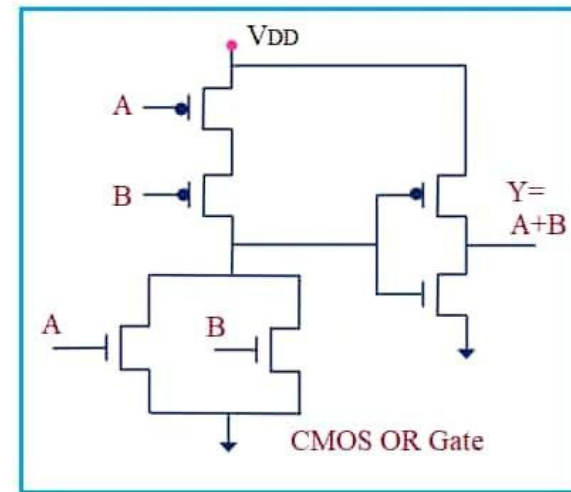 VDD
A
B
Y=
A+B
A
B
CMOS OR Gate